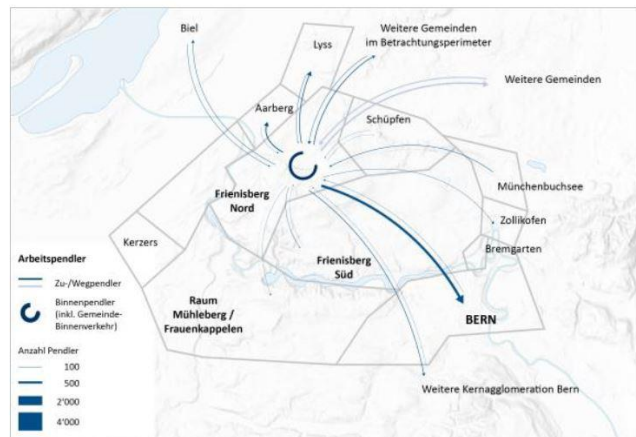 Biel
Lyss
Weitere Gemeinden
im Betrachtungsperimeter
Weitere Gemeinden
Aarberg
Schüpfen
Münchenbuchsee
Frienisberg
Nord
Zollikofen
Kerzers
Frienisberg
Süd
Bremgarten
Raum
Mühleberg /
Frauenkappelen
BERN
Weitere Kernagglomeration Bern
Arbeitspendler
Zu-/Wegpendler
Binnenpendler
(inkl. Gemeinde-
Binnenverkehr)
Anzahl Pendler
100
500
2'000
4'000